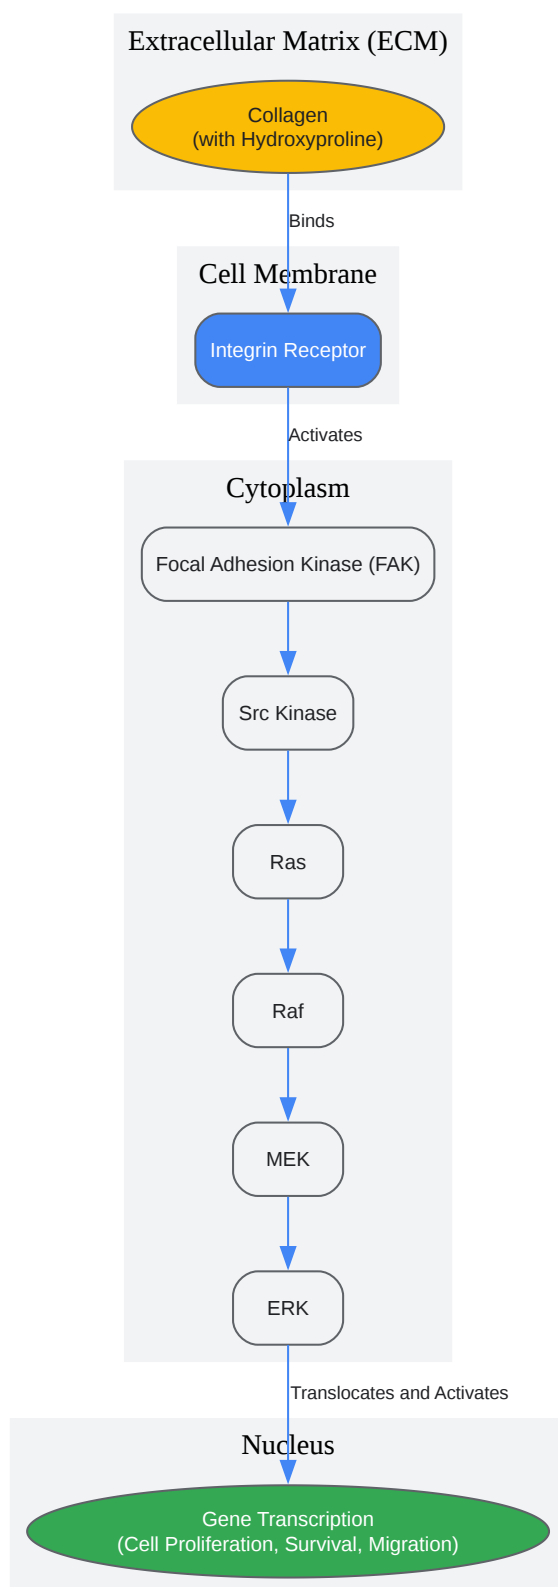 Extracellular Matrix (ECM)
Collagen
(with Hydroxyproline)
Binds
Cell Membrane
Integrin Receptor
Activates
Cytoplasm
Focal Adhesion Kinase (FAK)
Src Kinase
Ras
Raf
MEK
ERK
Translocates and Activates
Nucleus
Gene Transcription
(Cell Proliferation, Survival, Migration)